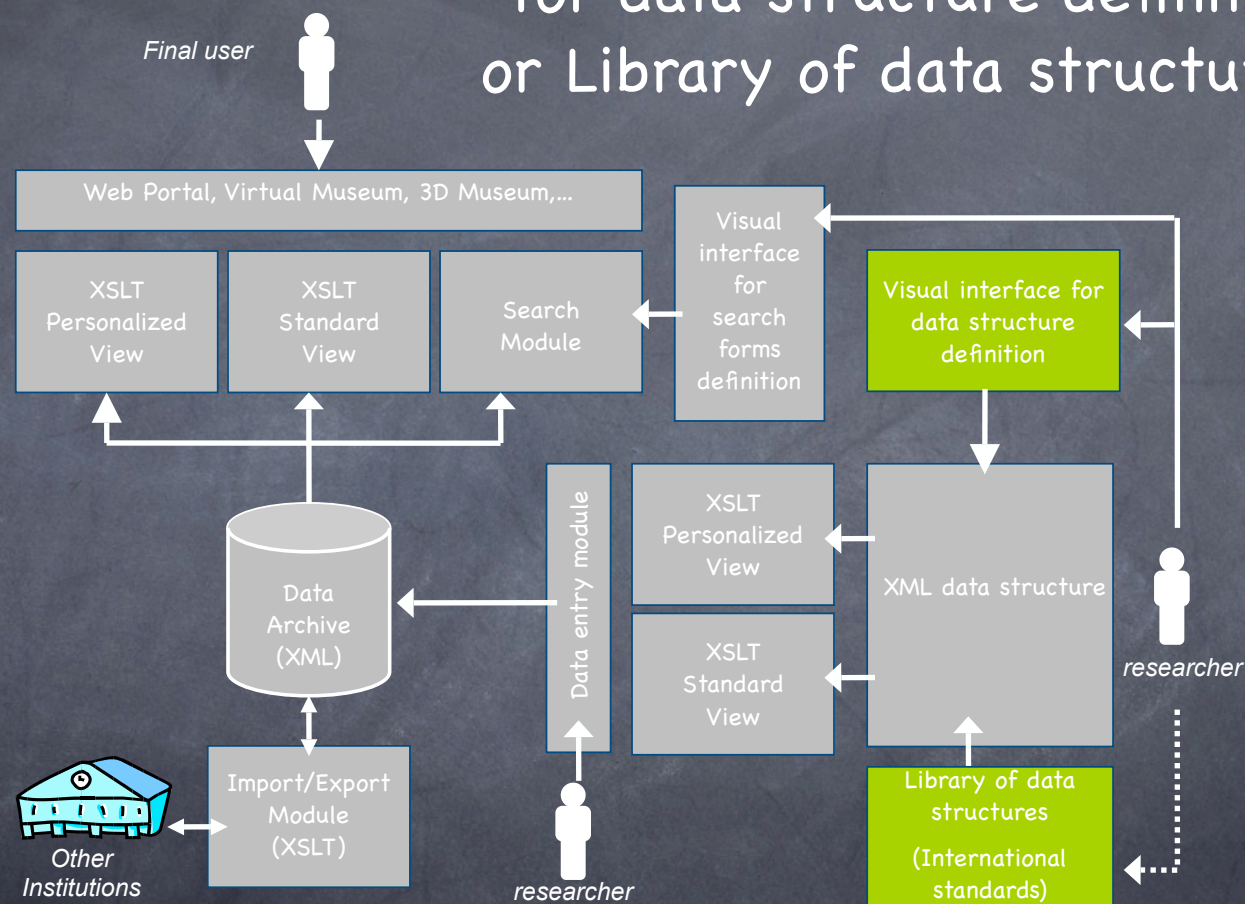 for data structure
or Library of data
Final user
Web Portal, Virtual Museum, 3D Museum,...
XSLT
Personalized
View
XSLT
Standard
View
Search
Module
Visual
interface
for
search
forms
definition
Visual interface for
data structure
definition
Data
Archive
(XML)
Data entry module
XSLT
Personalized
View
XSLT
Standard
View
XML data structure
researcher
Import/Export
Module
(XSLT)
Other
Institutions
researcher
Library of data
structures
(International
standards)